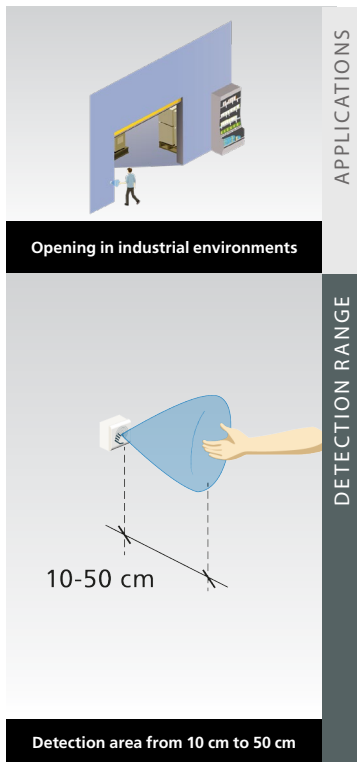 APPLICATIONS
Opening in industrial environments
DETECTION RANGE
10-50 cm
Detection area from 10 cm to 50 cm